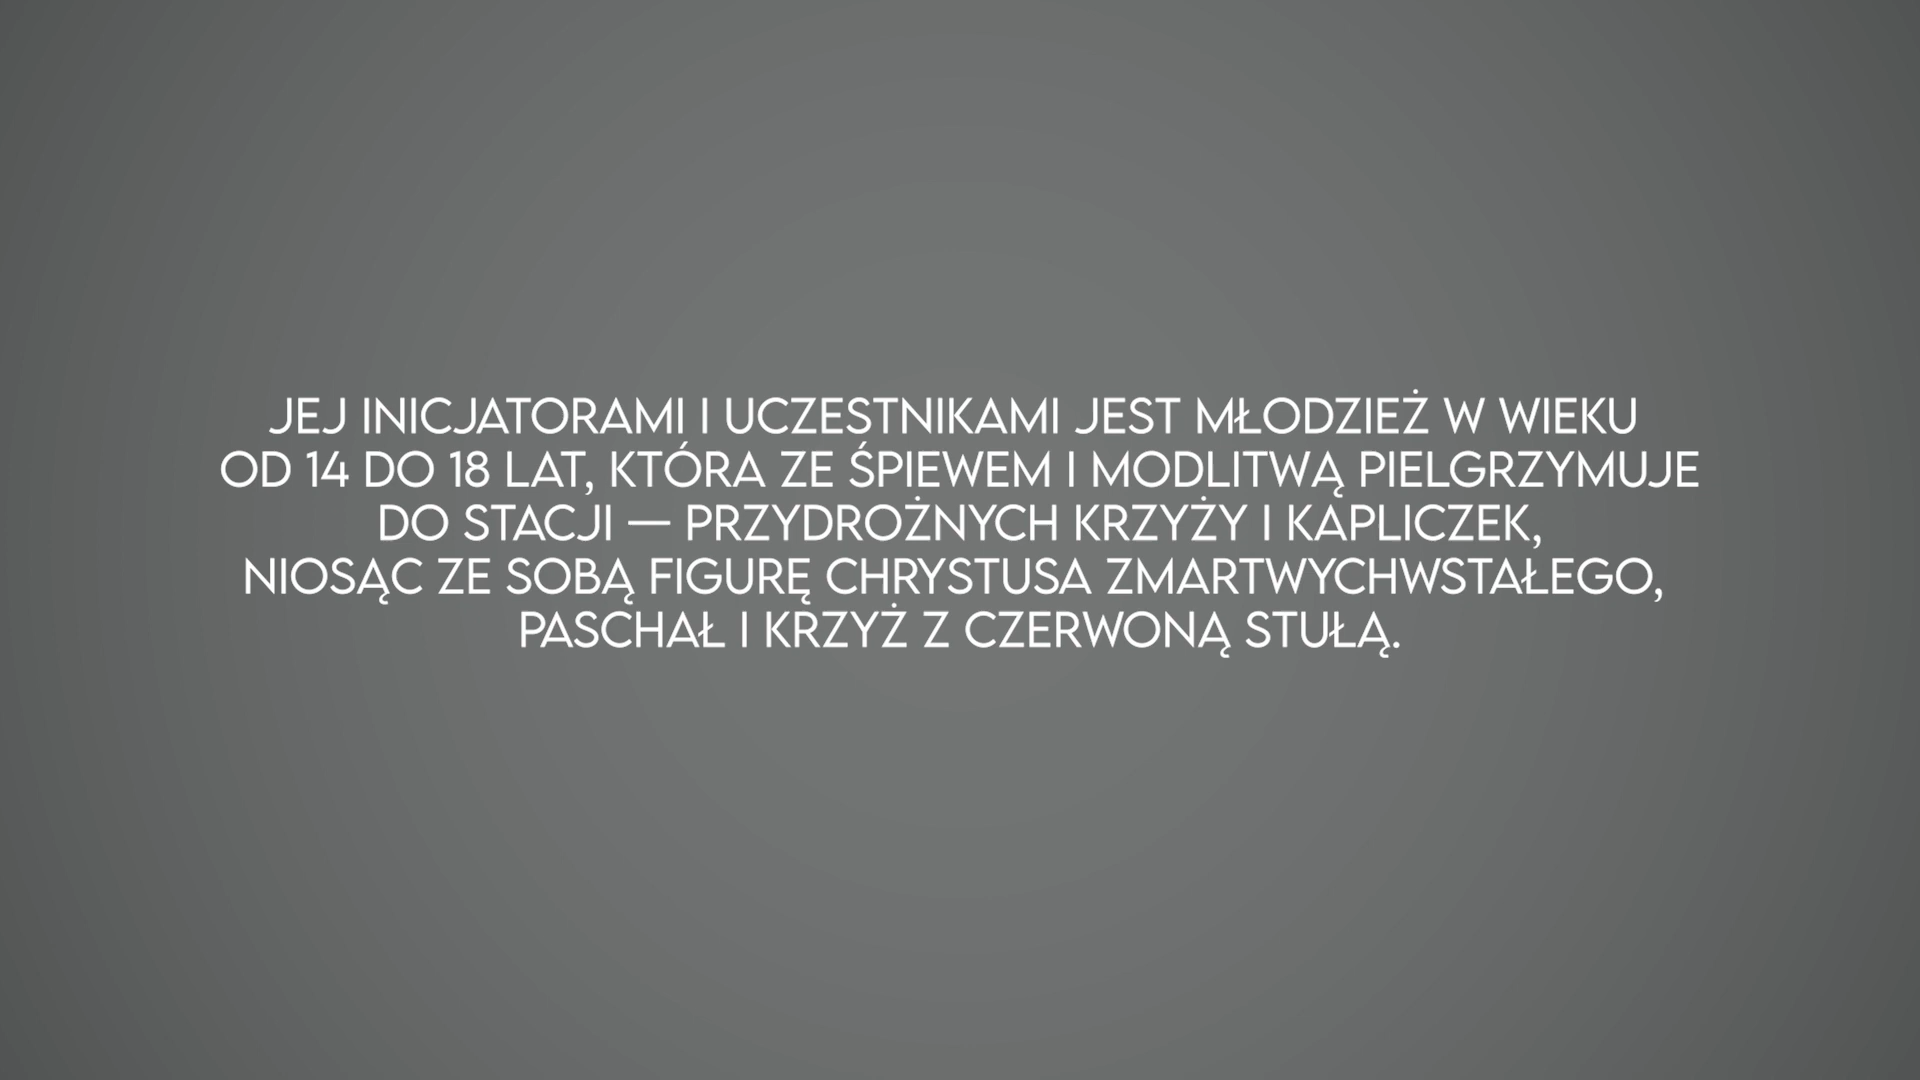 JEJ INICJATORAMI I UCZESTNIKAMI JEST MŁODZIEŻ W WIEKU
OD 14 DO 18 LAT, KTÓRA ZE ŚPIEWEM I MODLITWĄ PIELGRZYMUJE
DO STACJI — PRZYDROŻNYCH KRZYŻY I KAPLICZEK,
NIOSĄC ZE SOBĄ FIGURĘ CHRYSTUSA ZMARTWYCHWSTAŁEGO,
PASCHAŁ I KRZYŻ Z CZERWONĄ STUŁĄ.